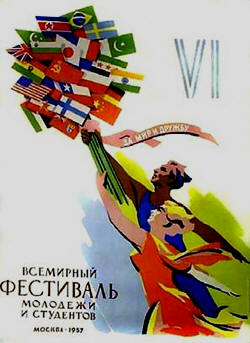 VI
ЗА МИР И ДРУЖБУ
ВСЕМИРНЫЙ
ФЕСТИВАЛЬ
МОЛОДЕЖИ
И СТУДЕНТОВ
МОСКВА · 1957